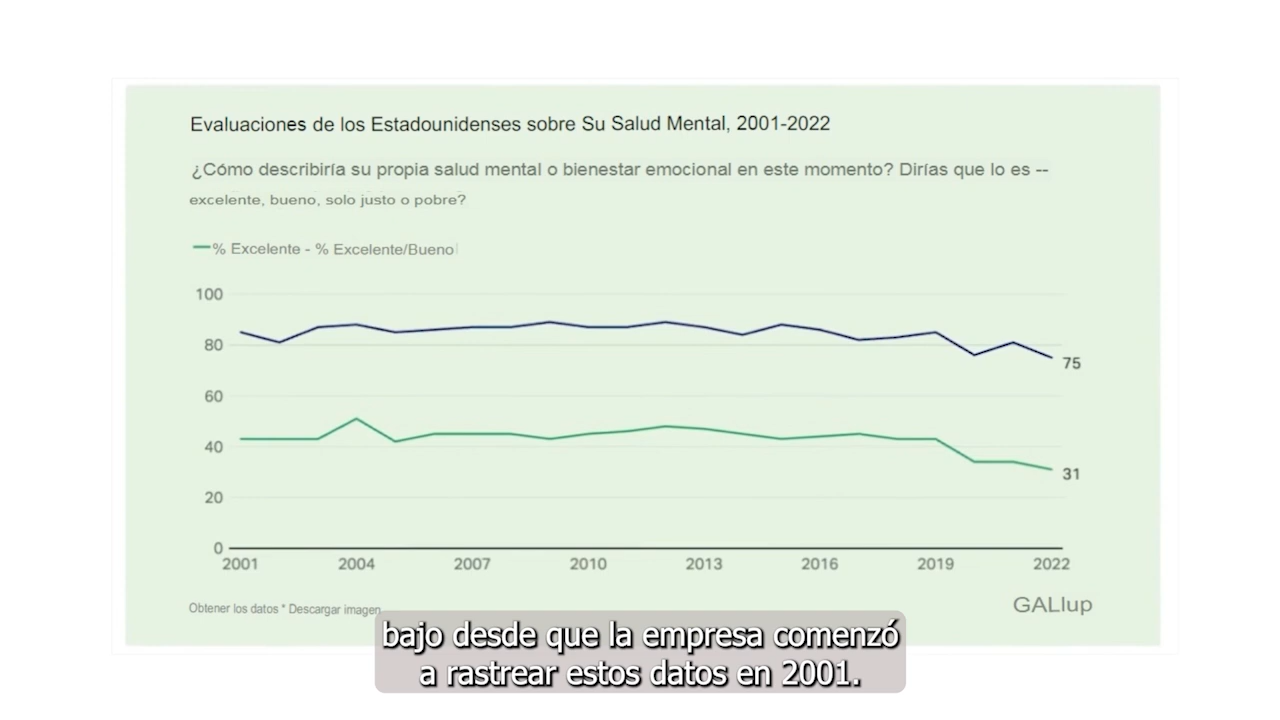 Evaluaciones de los Estadounidenses sobre Su Salud Mental, 2001-2022
¿Cómo describiría su propia salud mental o bienestar emocional en este momento? Dirías que lo es --
excelente, bueno, solo justo o pobre?
% Excelente - % Excelente/Bueno
100
80
75
60
40
31
20
0
2001 2004 2007 2010 2013 2016 2019 2022
Obtener los datos * Descargar imagen
GALlup
bajo desde que la empresa comenzó
a rastrear estos datos en 2001.